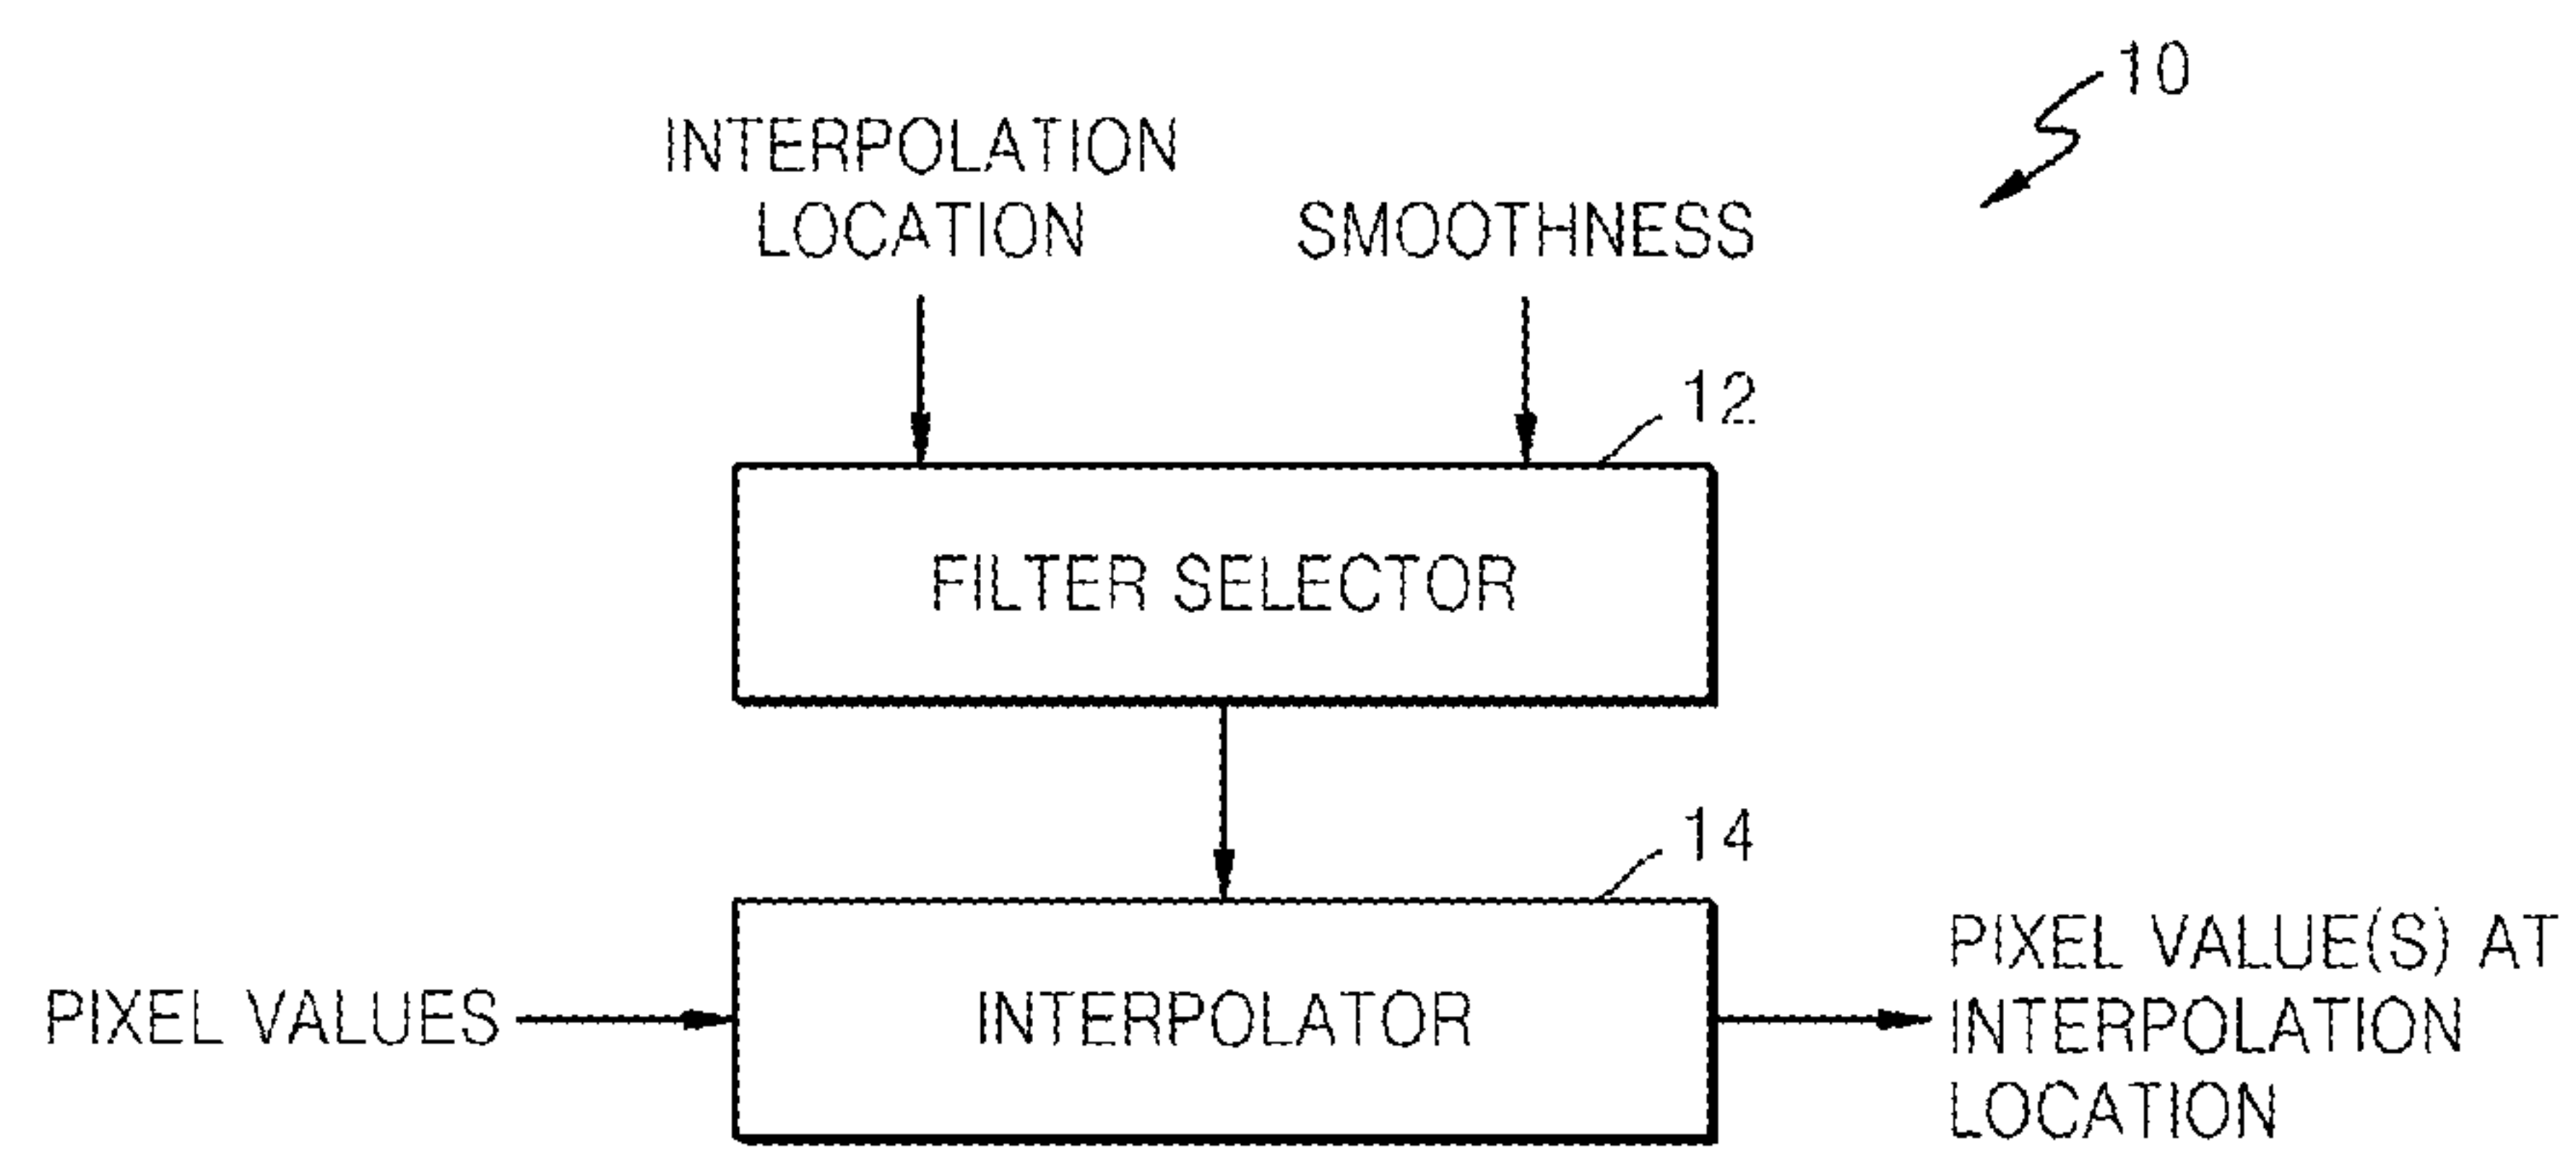 10
INTERPOLATION
LOCATION
SMOOTHNESS
12
FILTER SELECTOR
14
PIXEL VALUES
INTERPOLATOR
PIXEL VALUE(S) AT
INTERPOLATION
LOCATION